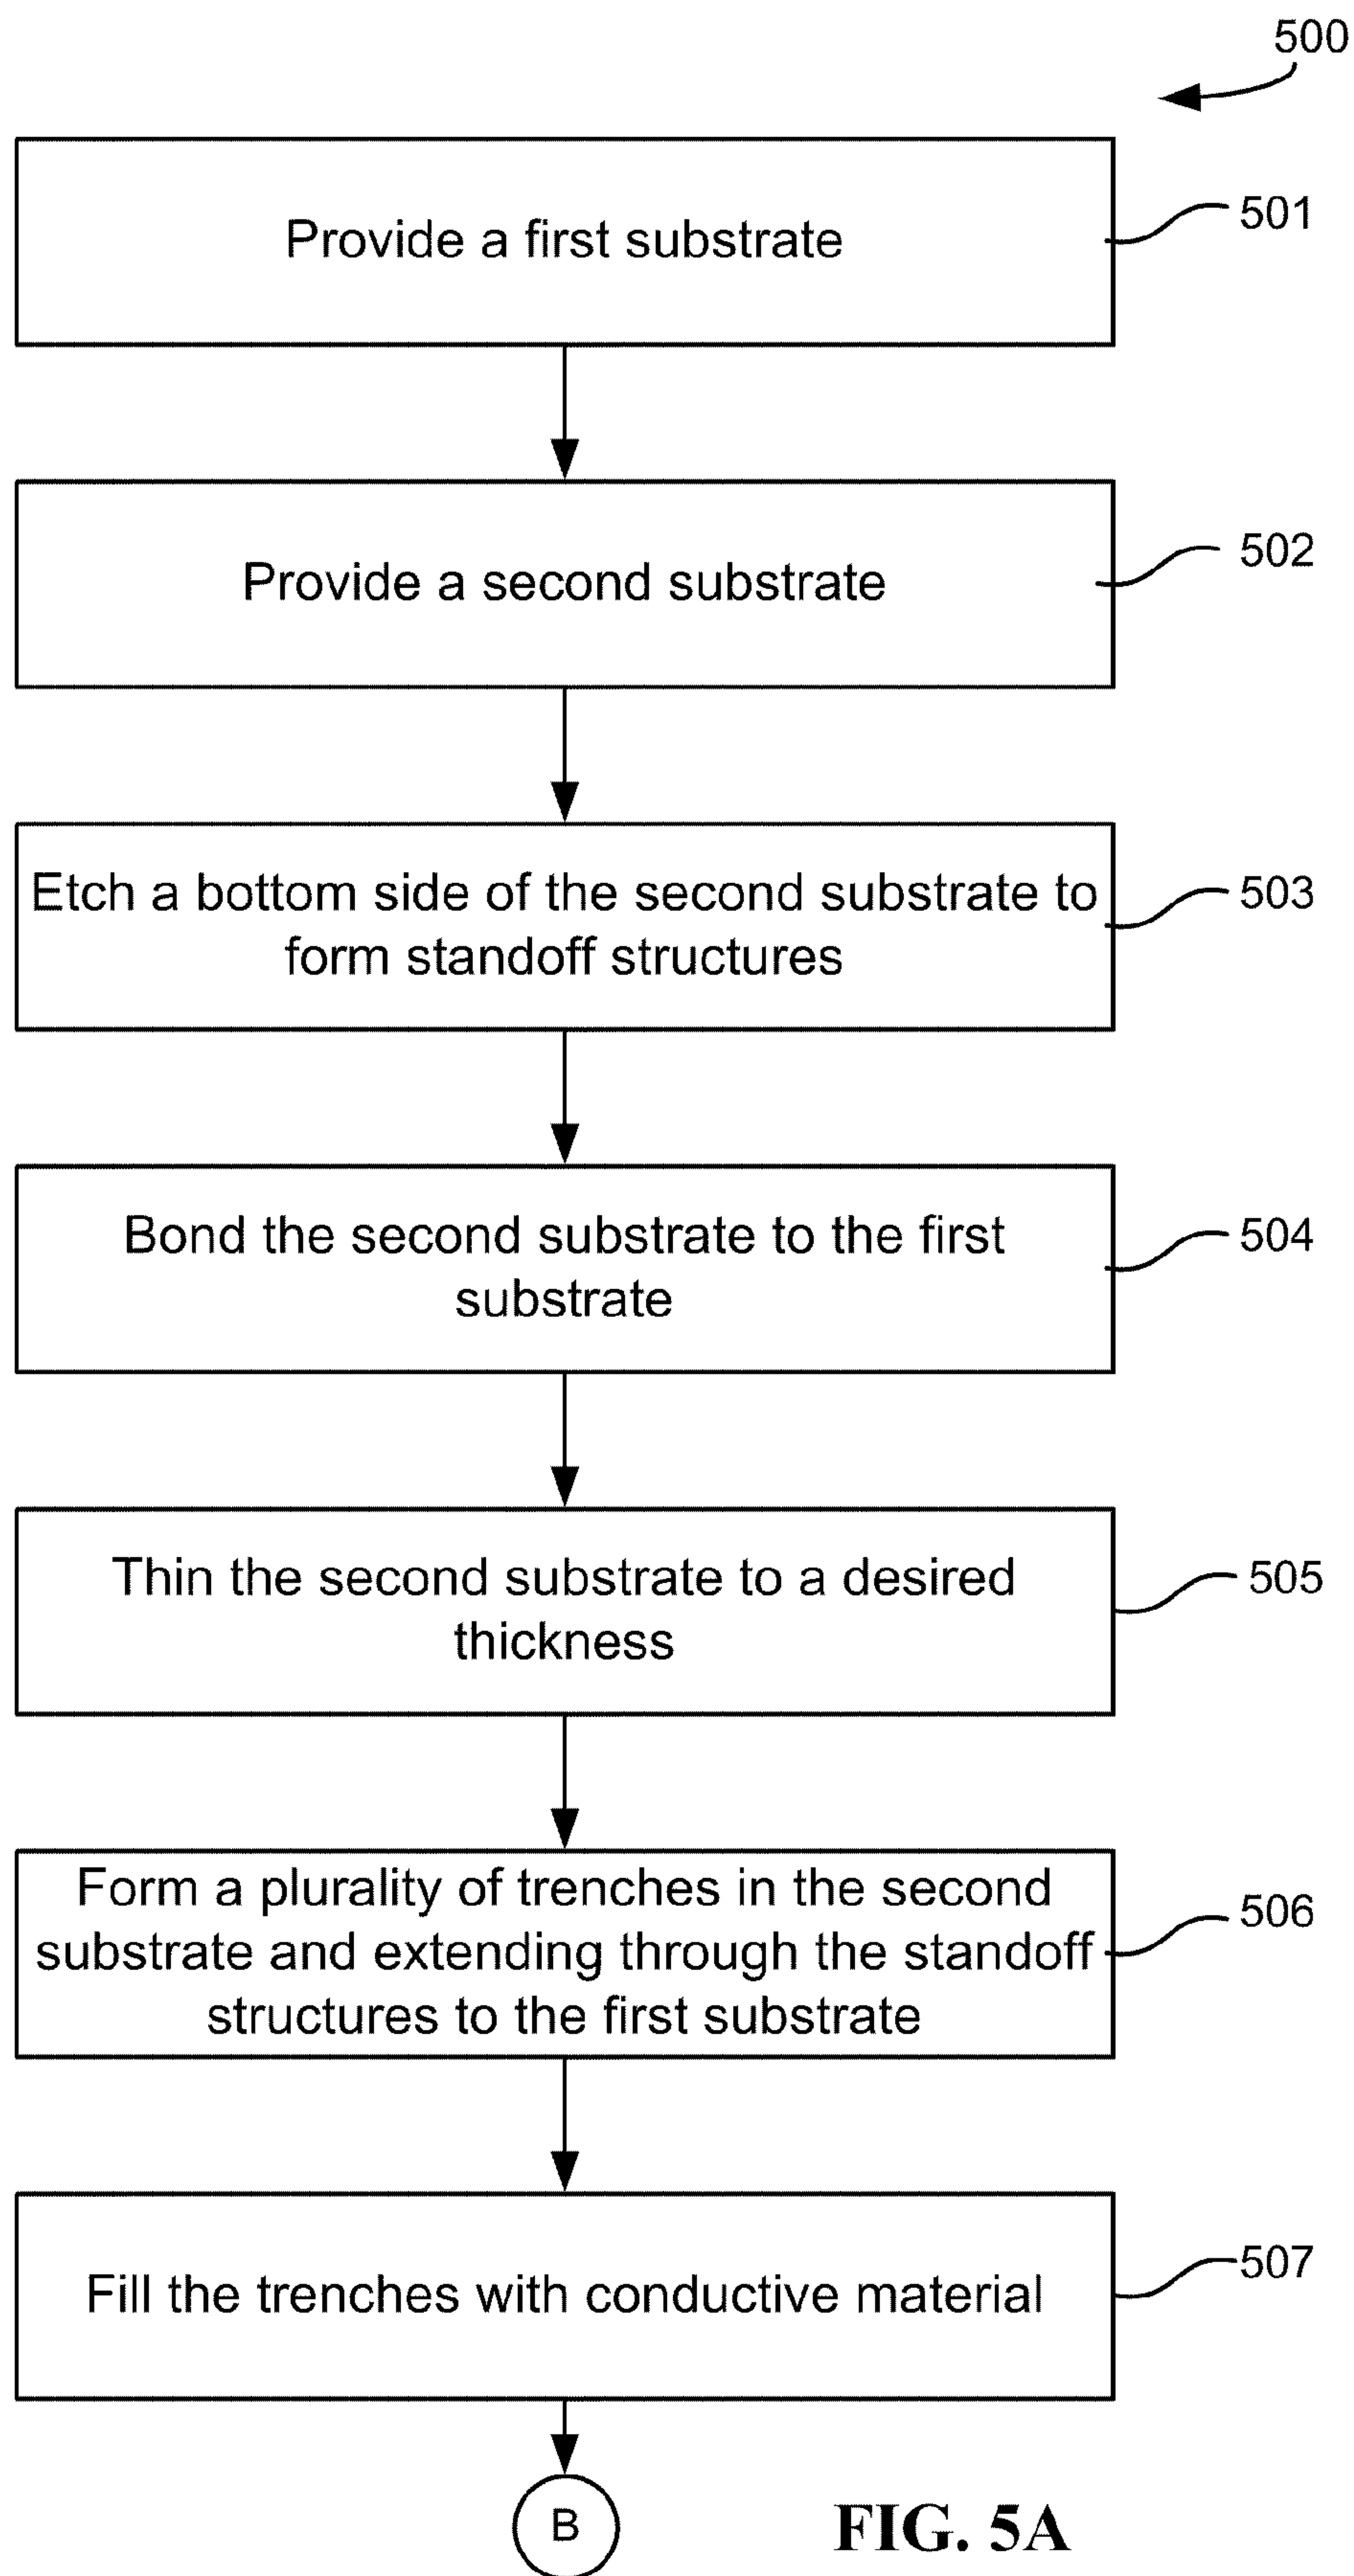 500
Provide a first substrate
501
Provide a second substrate
502
Etch a bottom side of the second substrate to
form standoff structures
503
Bond the second substrate to the first
substrate
504
Thin the second substrate to a desired
thickness
505
Form a plurality of trenches in the second
substrate and extending through the standoff
structures to the first substrate
506
Fill the trenches with conductive material
507
B
FIG. 5A